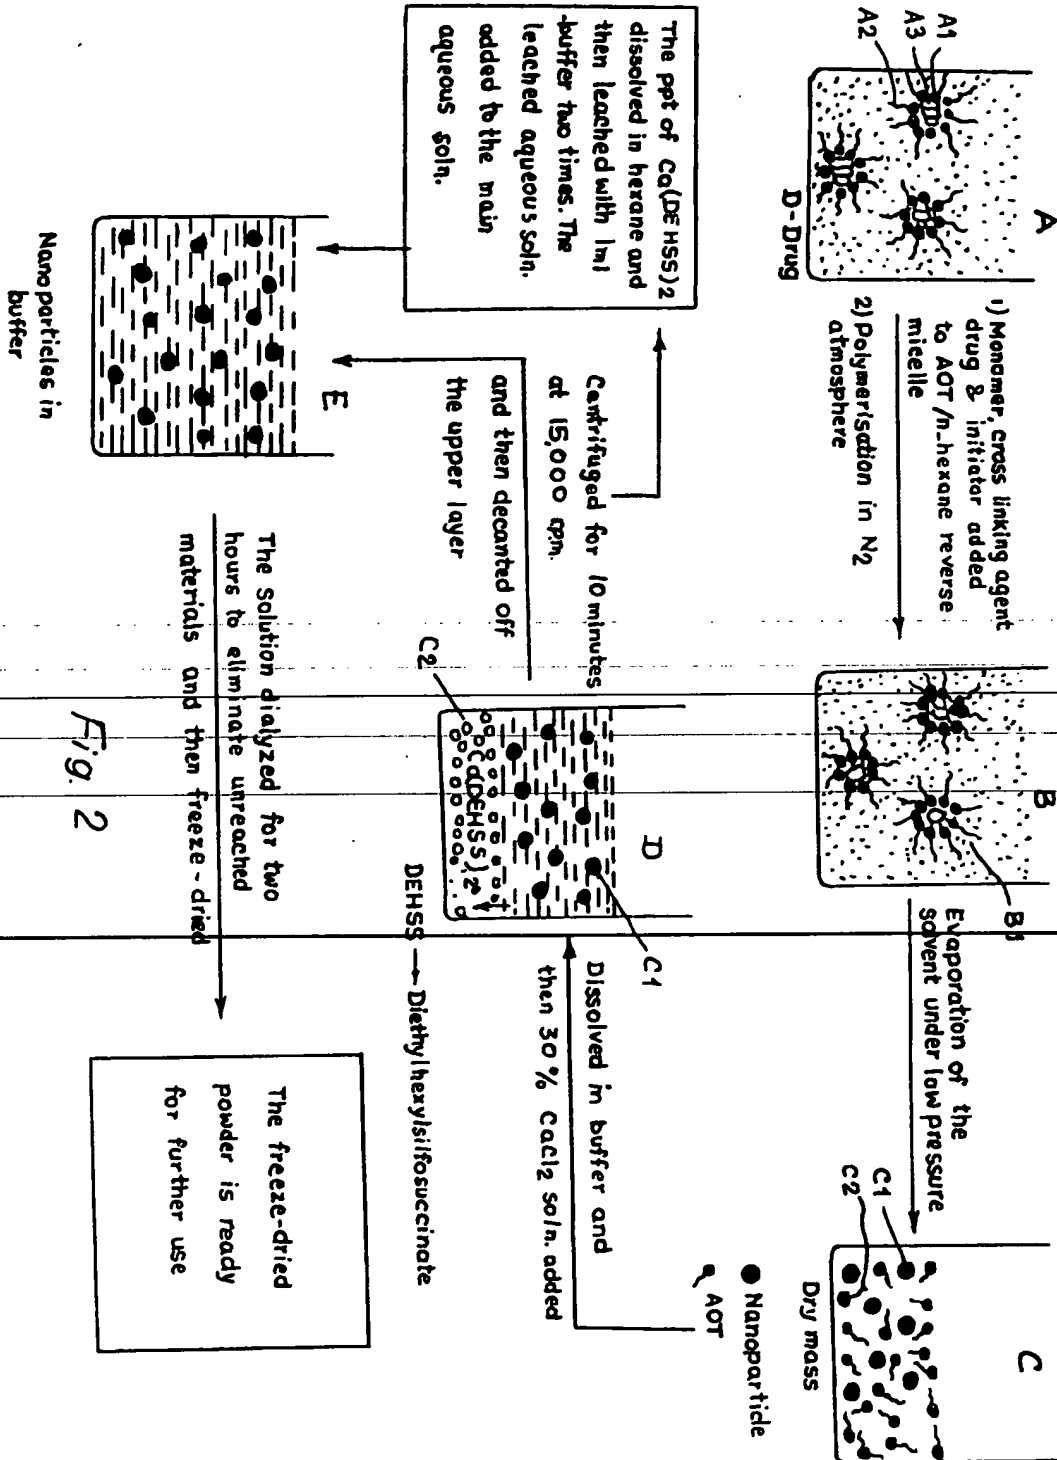 A
A1
A3
A2
D-Drug
1) Monomer, cross linking agent
drug & initiator added
to AOT/n-hexane reverse
micelle
2) Polymerisation in N2
atmosphere
B
B1
Evaporation of the
solvent under low pressure
C
C1
C2
Dry mass
Nanoparticle
AOT
Dissolved in buffer and
then 30% CaCl2 soln. added
D
C1
C2
Ca(DEHSS)2
DEHSS → Diethylhexylsilfosuccinate
Centrifuged for 10 minutes
at 15,000 rpm.
and then decanted off
the upper layer
The ppt of Ca(DEHSS)2
dissolved in hexane and
then leached with 1ml
-buffer two times. The
leached aqueous soln.
added to the main
aqueous soln.
E
Nanoparticles in
buffer
The solution dialyzed for two
hours to eliminate unreached
materials and then freeze-dried
The freeze-dried
powder is ready
for further use
Fig. 2